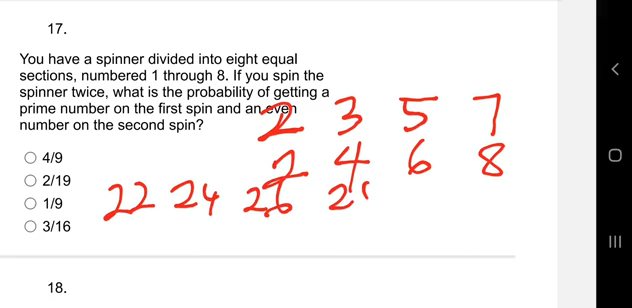 17.
You have a spinner divided into eight equal
sections, numbered 1 through 8. If you spin the
spinner twice, what is the probability of getting a
prime number on the first spin and an even
number on the second spin?
2 3 5 7
2 4 6 8
4/9
2/19
1/9
3/16
22 24 26
18.